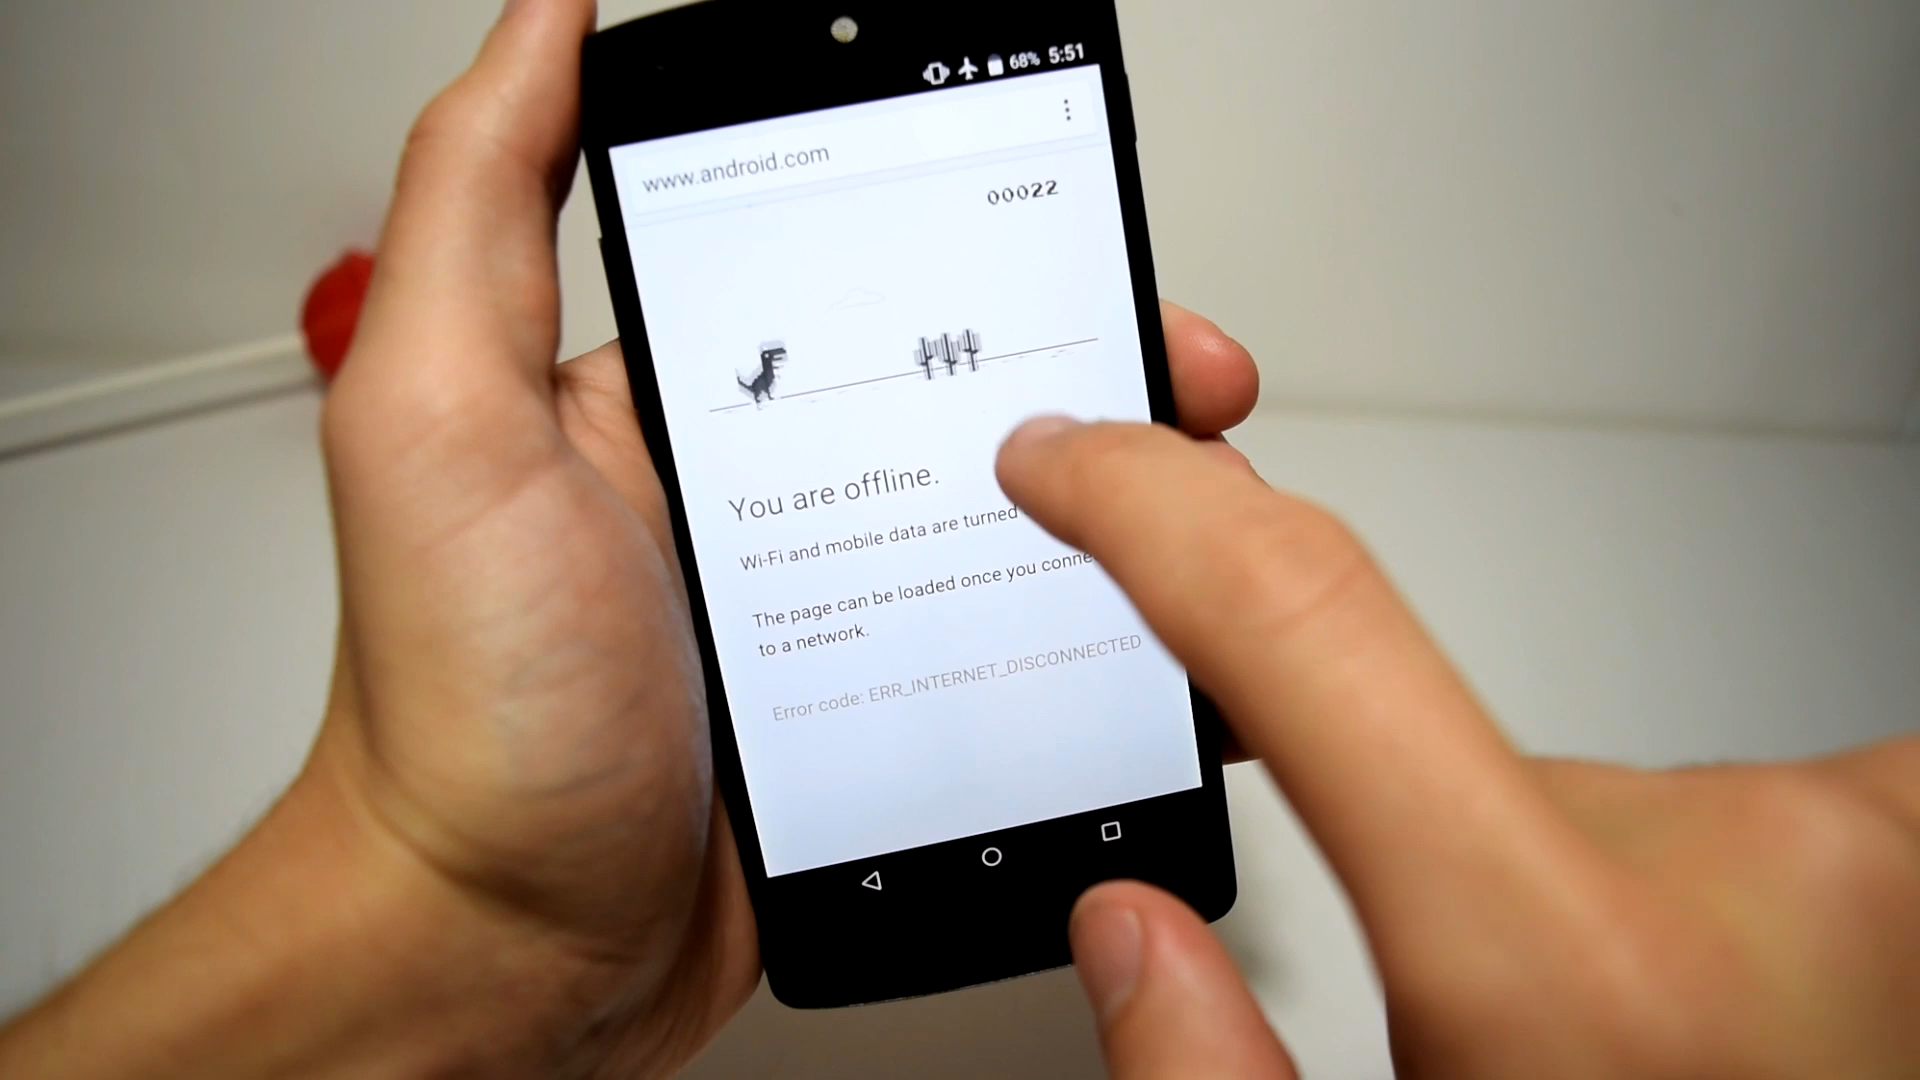 68% 5:51
www.android.com
00022
You are offline.
Wi-Fi and mobile data are turned
The page can be loaded once you conne
to a network.
Error code: ERR_INTERNET_DISCONNECTED